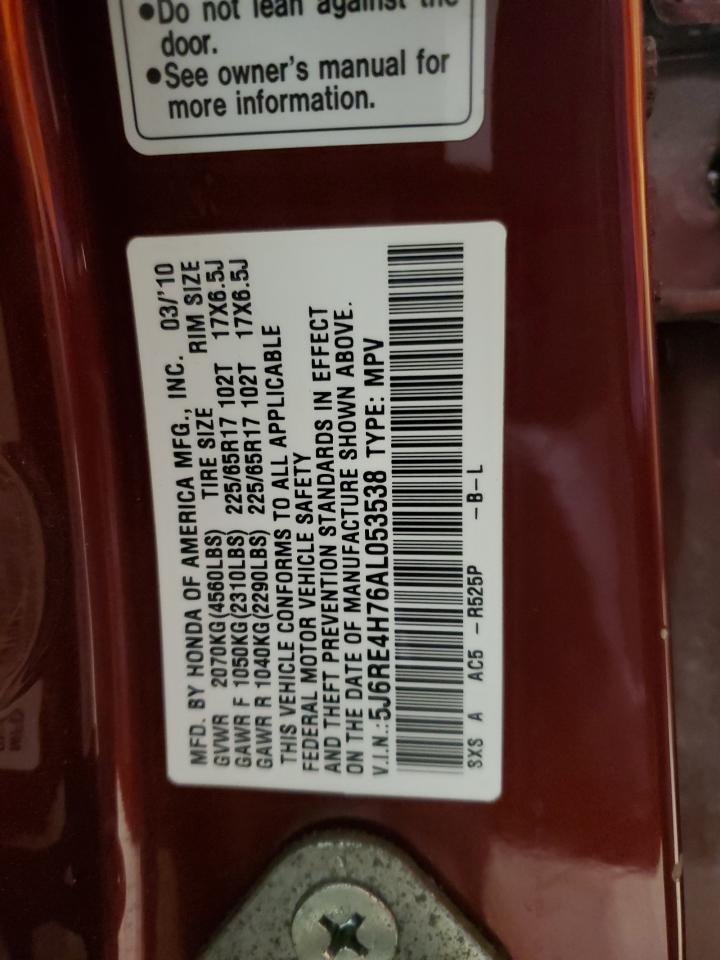 ●Do not lean against the
door.
●See owner's manual for
more information.
MFD. BY HONDA OF AMERICA MFG., INC. 03/'10
GVWR 2070KG(4560LBS) TIRE SIZE RIM SIZE
GAWR F 1050KG(2310LBS) 225/65R17 102T 17X6.5J
GAWR R 1040KG(2290LBS) 225/65R17 102T 17X6.5J
THIS VEHICLE CONFORMS TO ALL APPLICABLE
FEDERAL MOTOR VEHICLE SAFETY
AND THEFT PREVENTION STANDARDS IN EFFECT
ON THE DATE OF MANUFACTURE SHOWN ABOVE.
V.I.N.:5J6RE4H76AL053538 TYPE: MPV
SXS A AC5 - R525P -B-L